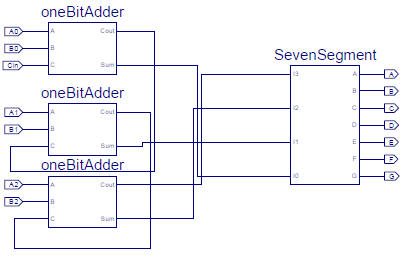 oneBitAdder
A0 A Cout
B0 B
Cin C Sum
oneBitAdder
A1 A Cout
B1 B
C Sum
oneBitAdder
A2 A Cout
B2 B
C Sum
SevenSegment
I3 A A
B B
I2 C C
D D
I1 E E
F F
I0 G G